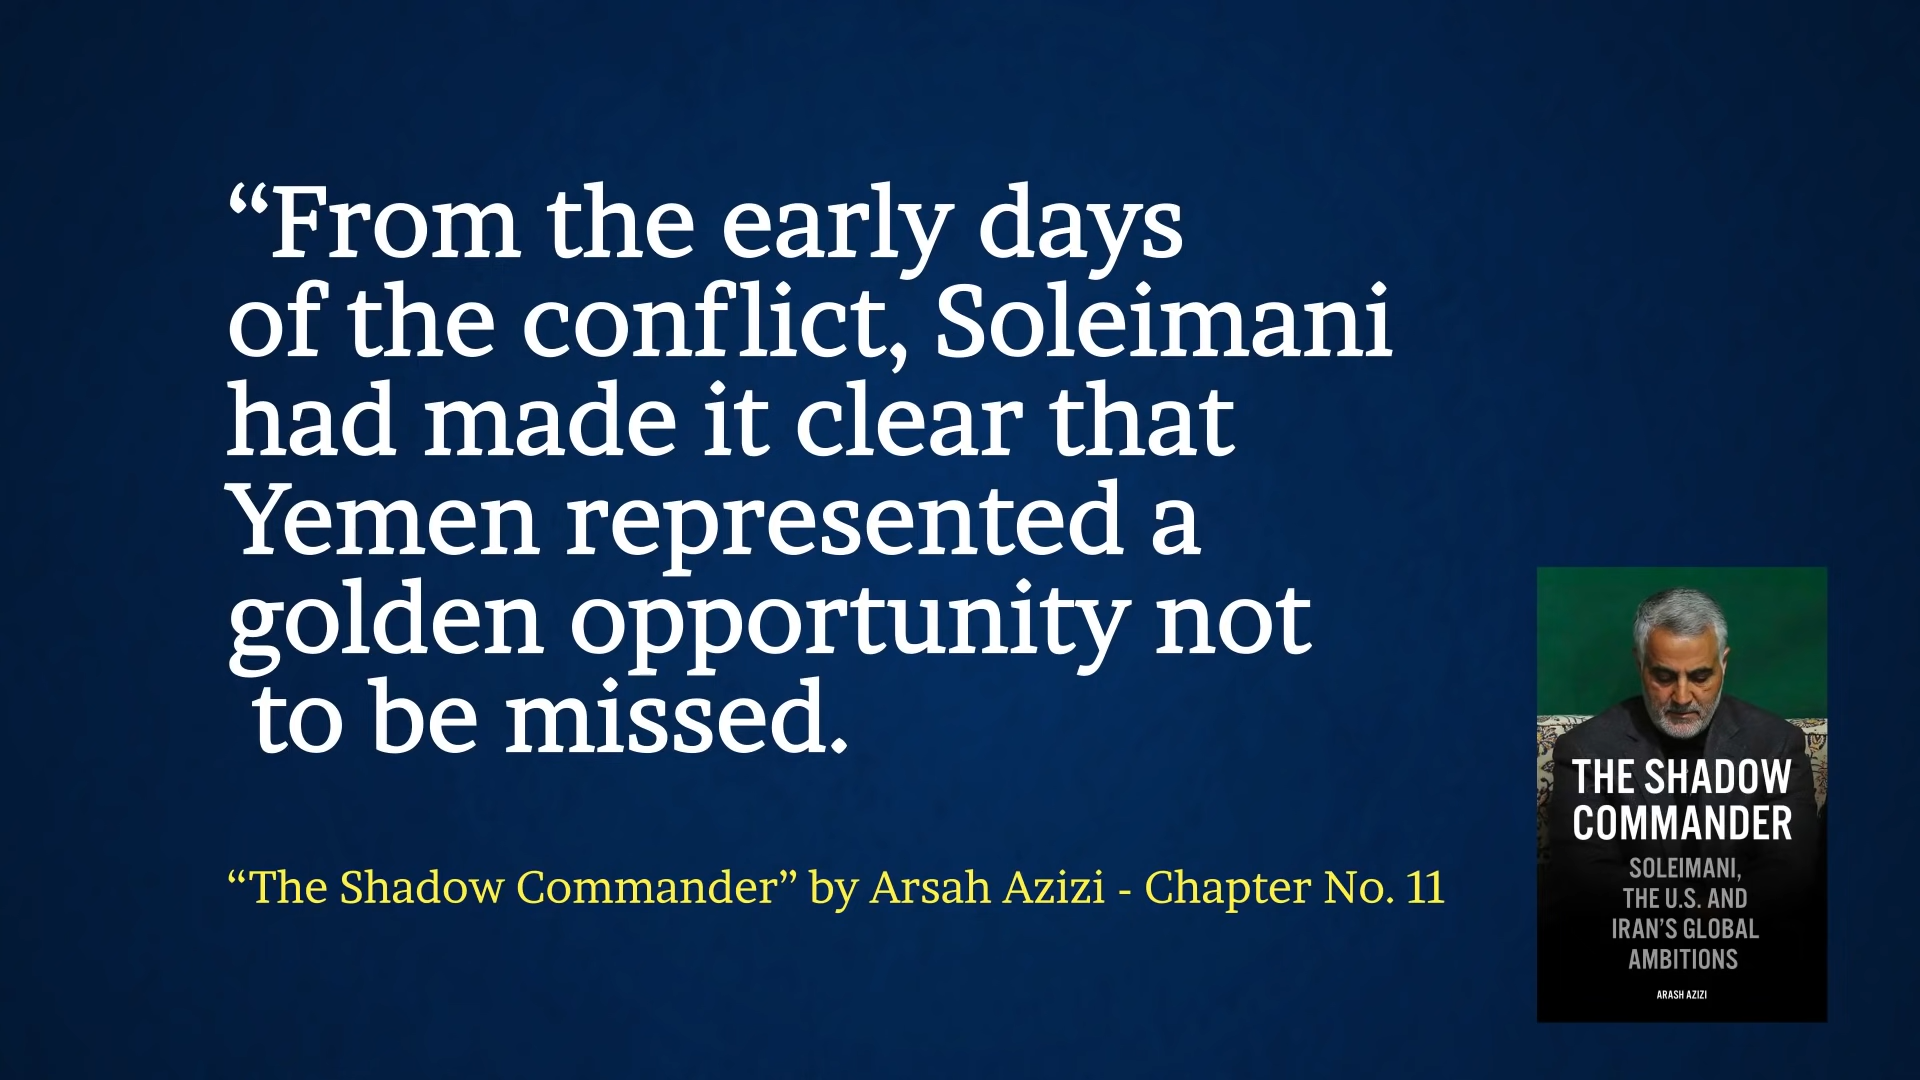 “From the early days
of the conflict, Soleimani
had made it clear that
Yemen represented a
golden opportunity not
to be missed.
“The Shadow Commander” by Arsah Azizi - Chapter No. 11
THE SHADOW
COMMANDER
SOLEIMANI,
THE U.S. AND
IRAN’S GLOBAL
AMBITIONS
ARASH AZIZI